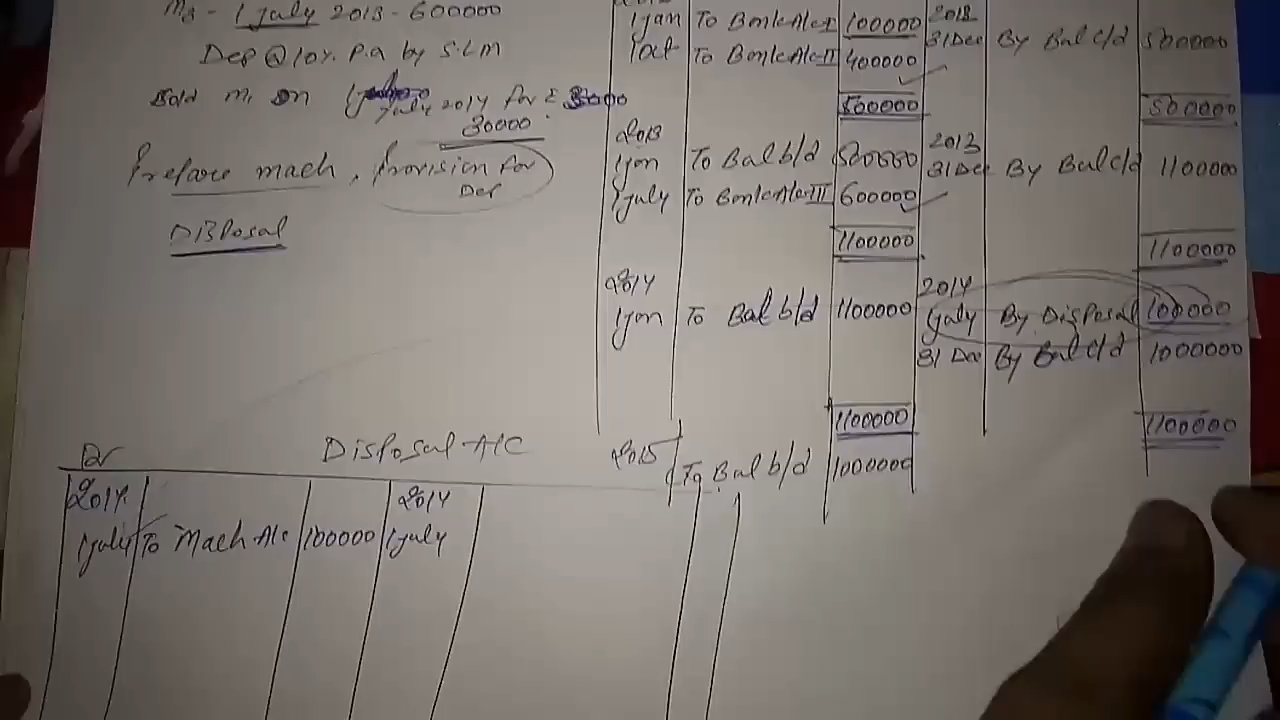 M3 - 1 July 2013 - 600000
Dep @ 10% P.a by S.L.M
Sold M1 on 1 July 2014 for ₹
30000
Prepare mach, Provision for
Dep
DISPosal
1 Jan To Bank A/c I 100000 2012
1 Oct To Bank A/c II 400000 31 Dec By Bal c/d 500000
500000 500000
2013 2013
1 Jan To Bal b/d 500000 31 Dec By Bal c/d 1100000
1 July To Bank A/c III 600000
1100000 1100000
2014 2014
1 Jan To Bal b/d 1100000 1 July By Disposal 100000
31 Dec By Bal c/d 1000000
1100000 1100000
2015 To Bal b/d 1000000
Dr Disposal A/C
2014 2014
1 July To Mach A/c 100000 1 July